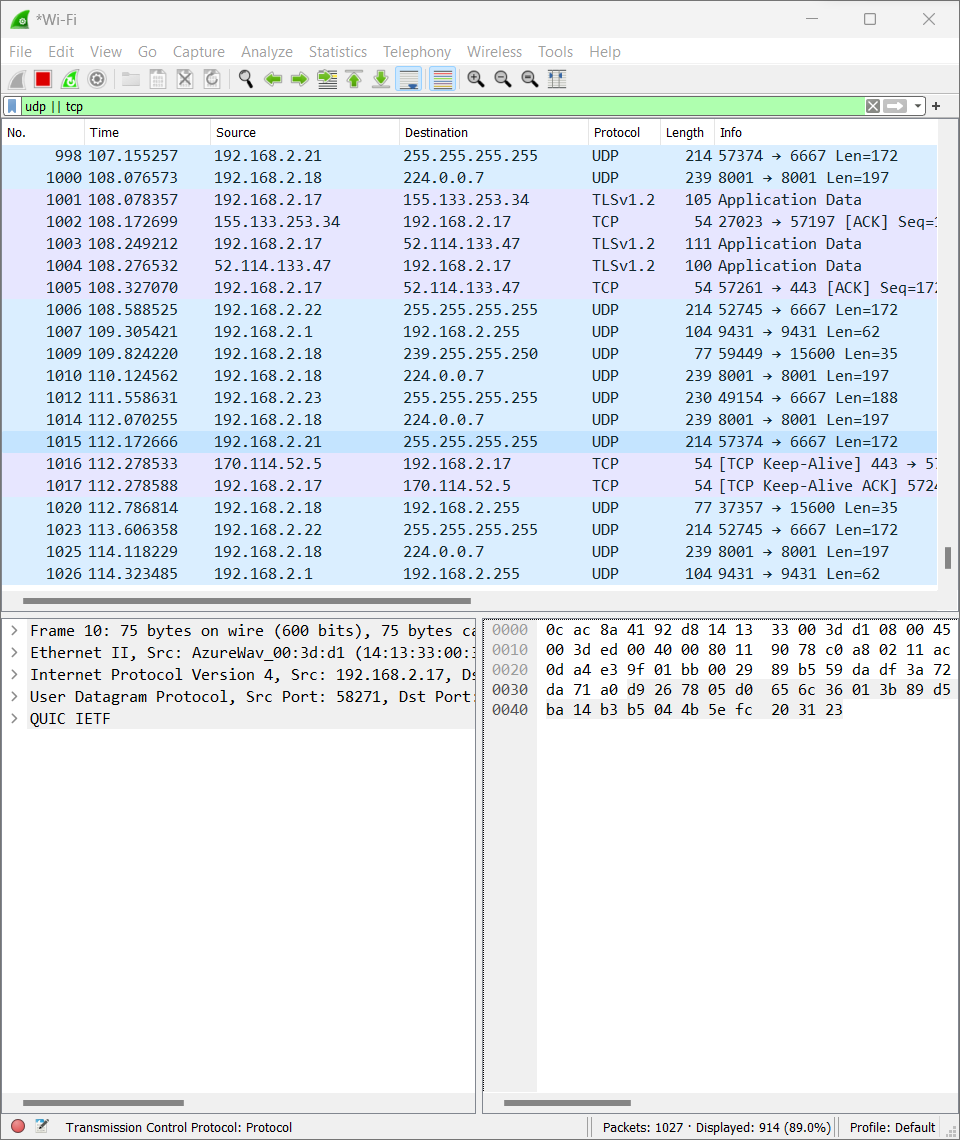 *Wi-Fi
File Edit View Go Capture Analyze Statistics Telephony Wireless Tools Help
udp || tcp
No. Time Source Destination Protocol Length Info
998 107.155257 192.168.2.21 255.255.255.255 UDP 214 57374 → 6667 Len=172
1000 108.076573 192.168.2.18 224.0.0.7 UDP 239 8001 → 8001 Len=197
1001 108.078357 192.168.2.17 155.133.253.34 TLSv1.2 105 Application Data
1002 108.172699 155.133.253.34 192.168.2.17 TCP 54 27023 → 57197 [ACK] Seq=1
1003 108.249212 192.168.2.17 52.114.133.47 TLSv1.2 111 Application Data
1004 108.276532 52.114.133.47 192.168.2.17 TLSv1.2 100 Application Data
1005 108.327070 192.168.2.17 52.114.133.47 TCP 54 57261 → 443 [ACK] Seq=172
1006 108.588525 192.168.2.22 255.255.255.255 UDP 214 52745 → 6667 Len=172
1007 109.305421 192.168.2.1 192.168.2.255 UDP 104 9431 → 9431 Len=62
1009 109.824220 192.168.2.18 239.255.255.250 UDP 77 59449 → 15600 Len=35
1010 110.124562 192.168.2.18 224.0.0.7 UDP 239 8001 → 8001 Len=197
1012 111.558631 192.168.2.23 255.255.255.255 UDP 230 49154 → 6667 Len=188
1014 112.070255 192.168.2.18 224.0.0.7 UDP 239 8001 → 8001 Len=197
1015 112.172666 192.168.2.21 255.255.255.255 UDP 214 57374 → 6667 Len=172
1016 112.278533 170.114.52.5 192.168.2.17 TCP 54 [TCP Keep-Alive] 443 → 57
1017 112.278588 192.168.2.17 170.114.52.5 TCP 54 [TCP Keep-Alive ACK] 5724
1020 112.786814 192.168.2.18 192.168.2.255 UDP 77 37357 → 15600 Len=35
1023 113.606358 192.168.2.22 255.255.255.255 UDP 214 52745 → 6667 Len=172
1025 114.118229 192.168.2.18 224.0.0.7 UDP 239 8001 → 8001 Len=197
1026 114.323485 192.168.2.1 192.168.2.255 UDP 104 9431 → 9431 Len=62
Frame 10: 75 bytes on wire (600 bits), 75 bytes ca
Ethernet II, Src: AzureWav_00:3d:d1 (14:13:33:00:3
Internet Protocol Version 4, Src: 192.168.2.17, Ds
User Datagram Protocol, Src Port: 58271, Dst Port:
QUIC IETF
0000 0c ac 8a 41 92 d8 14 13 33 00 3d d1 08 00 45
0010 00 3d ed 00 40 00 80 11 90 78 c0 a8 02 11 ac
0020 0d a4 e3 9f 01 bb 00 29 89 b5 59 da df 3a 72
0030 da 71 a0 d9 26 78 05 d0 65 6c 36 01 3b 89 d5
0040 ba 14 b3 b5 04 4b 5e fc 20 31 23
Transmission Control Protocol: Protocol
Packets: 1027 · Displayed: 914 (89.0%)
Profile: Default